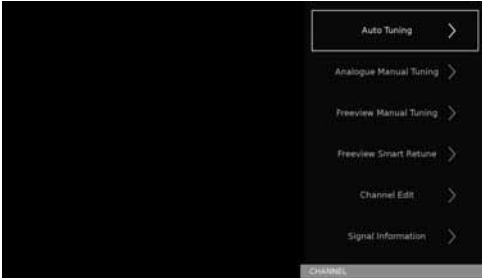 Auto Tuning
Analogue Manual Tuning
Freeview Manual Tuning
Freeview Smart Retune
Channel Edit
Signal Information
CHANNEL